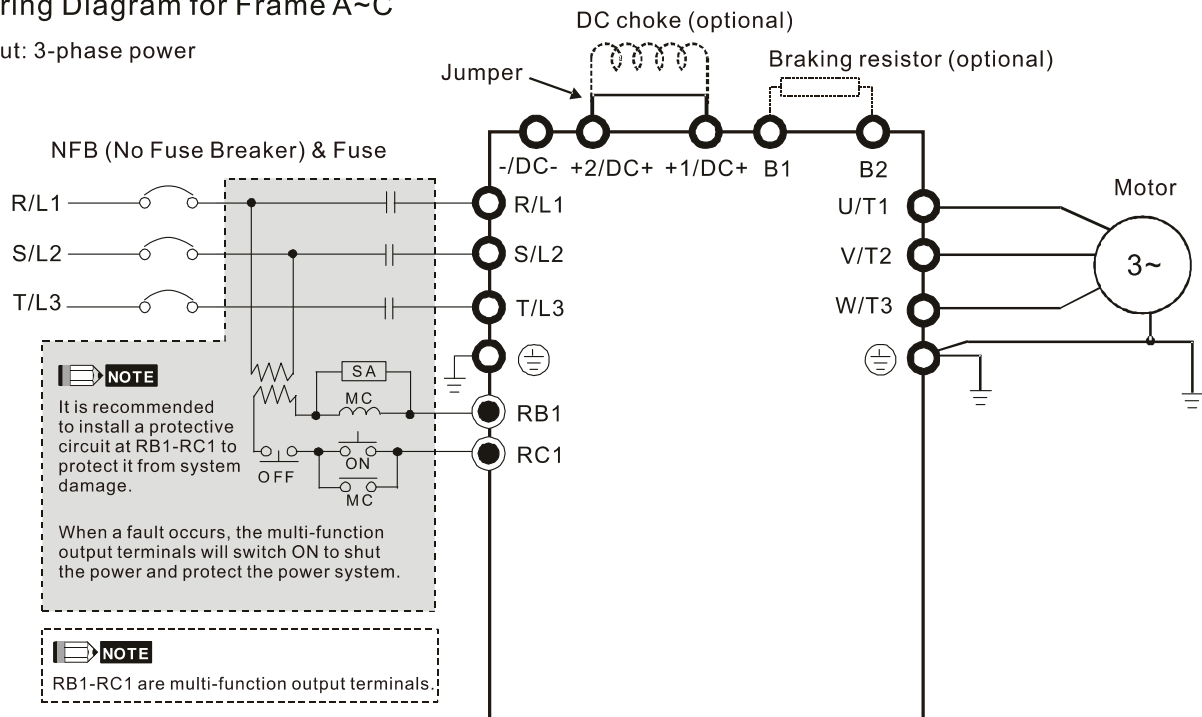 ring Diagram for Frame A~C
ut: 3-phase power
DC choke (optional)
Jumper
Braking resistor (optional)
NFB (No Fuse Breaker) & Fuse
-/DC- +2/DC+ +1/DC+ B1 B2
Motor
R/L1 R/L1 U/T1
S/L2 S/L2 V/T2
3~
T/L3 T/L3 W/T3
NOTE
It is recommended
to install a protective
circuit at RB1-RC1 to
protect it from system
damage.
SA
MC
RB1
ON
RC1
OFF
MC
When a fault occurs, the multi-function
output terminals will switch ON to shut
the power and protect the power system.
NOTE
RB1-RC1 are multi-function output terminals.